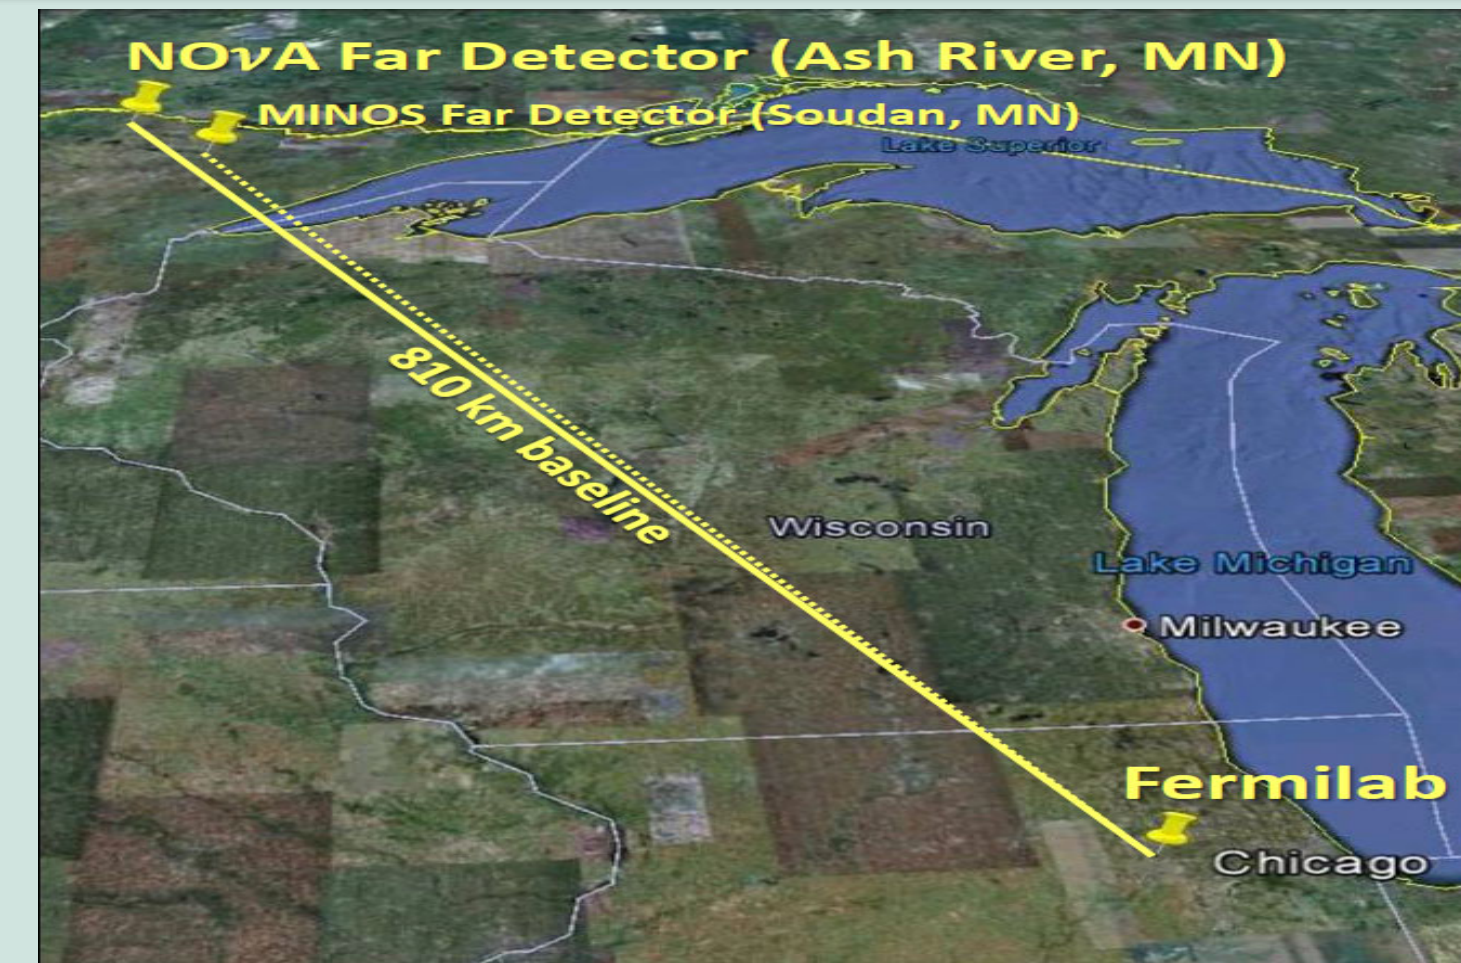 NOνA Far Detector (Ash River, MN)
MINOS Far Detector (Soudan, MN)
Lake Superior
810 km baseline
Wisconsin
Lake Michigan
Milwaukee
Fermilab
Chicago